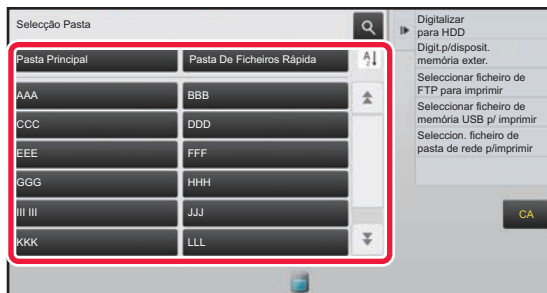 Selecção Pasta
Pasta Principal
Pasta De Ficheiros Rápida
AAA
BBB
CCC
DDD
EEE
FFF
GGG
HHH
III III
JJJ
KKK
LLL
Digitalizar
para HDD
Digit.p/disposit.
memória exter.
Seleccionar ficheiro de
FTP para imprimir
Seleccionar ficheiro de
memória USB p/ imprimir
Seleccion. ficheiro de
pasta de rede p/imprimir
CA